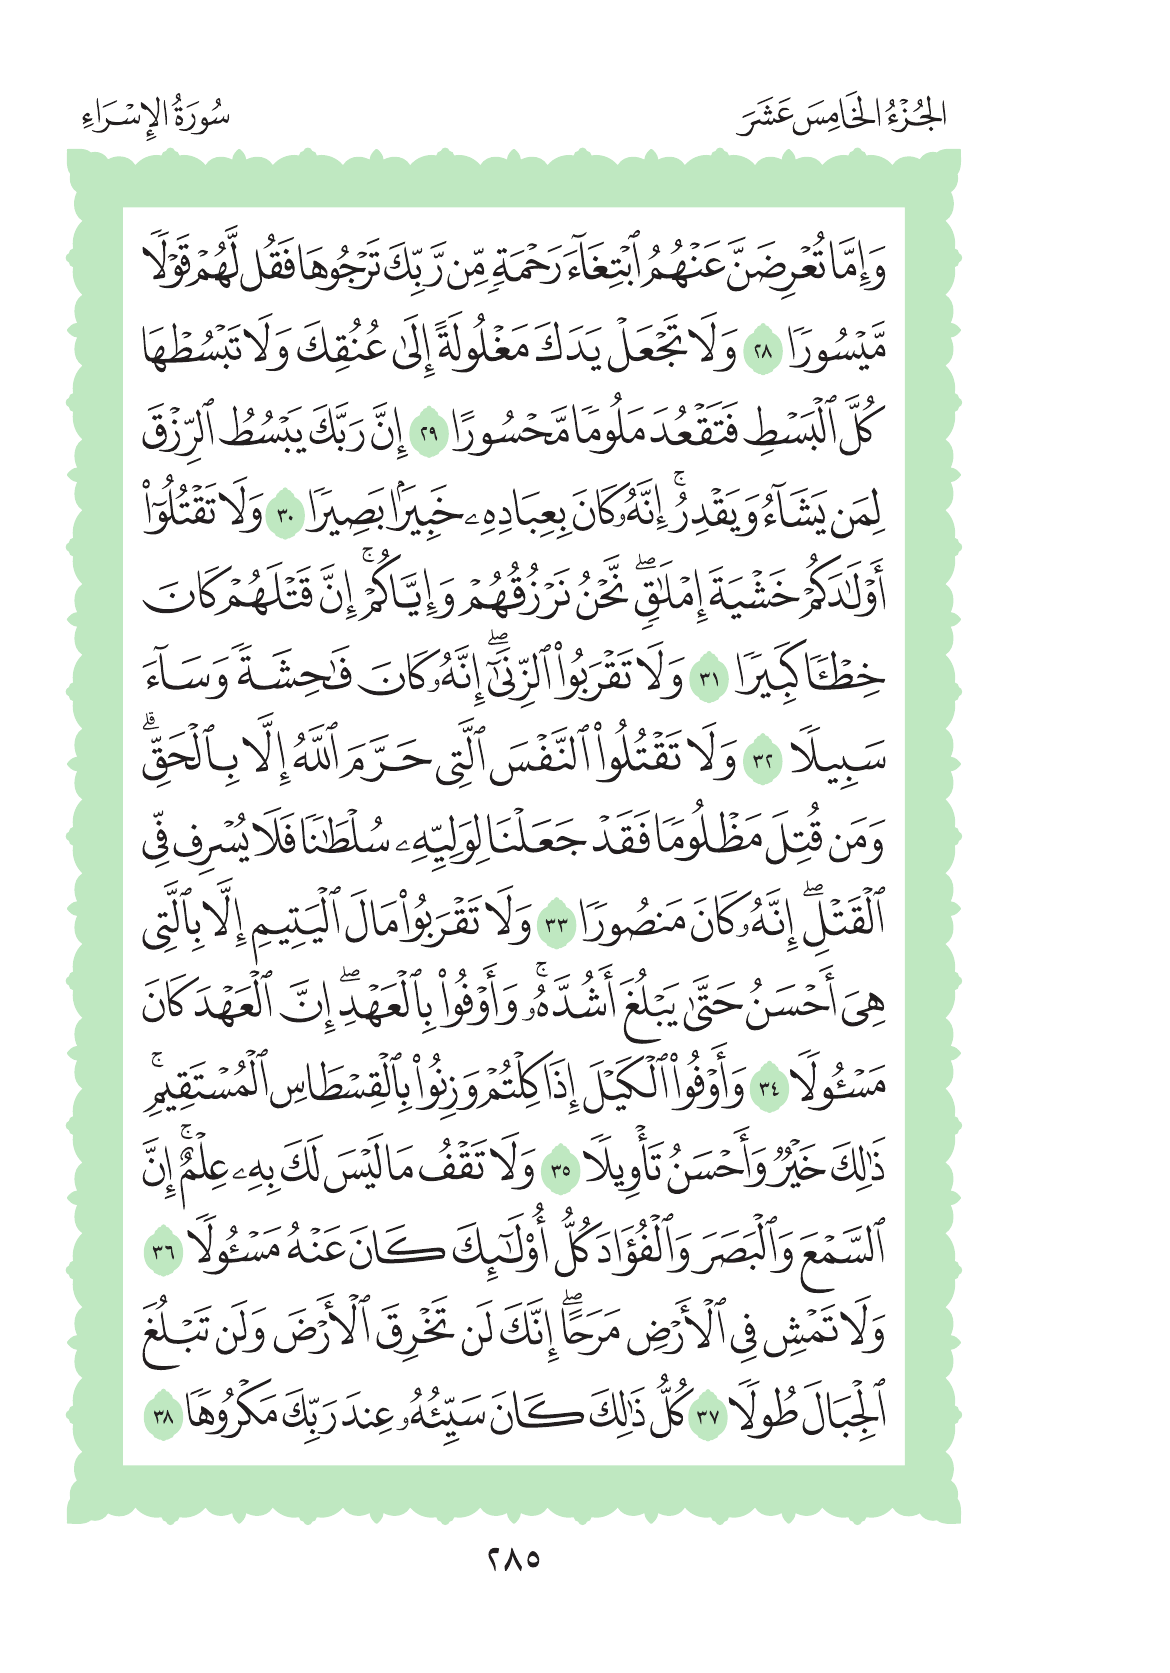 الجُزْءُ الخَامِسَ عَشَرَ
سُورَةُ الإِسْرَاءِ
وَإِمَّا تُعْرِضَنَّ عَنْهُمُ ٱبْتِغَآءَ رَحْمَةٍ مِّن رَّبِّكَ تَرْجُوهَا فَقُل لَّهُمْ قَوْلًا
مَّيْسُورًا ٢٨ وَلَا تَجْعَلْ يَدَكَ مَغْلُولَةً إِلَىٰ عُنُقِكَ وَلَا تَبْسُطْهَا
كُلَّ ٱلْبَسْطِ فَتَقْعُدَ مَلُومًا مَّحْسُورًا ٢٩ إِنَّ رَبَّكَ يَبْسُطُ ٱلرِّزْقَ
لِمَن يَشَآءُ وَيَقْدِرُ ۚ إِنَّهُۥ كَانَ بِعِبَادِهِۦ خَبِيرًۢا بَصِيرًا ٣٠ وَلَا تَقْتُلُوٓا۟
أَوْلَٰدَكُمْ خَشْيَةَ إِمْلَٰقٍ ۖ نَّحْنُ نَرْزُقُهُمْ وَإِيَّاكُمْ ۚ إِنَّ قَتْلَهُمْ كَانَ
خِطْـًٔا كَبِيرًا ٣١ وَلَا تَقْرَبُوا۟ ٱلزِّنَىٰٓ ۖ إِنَّهُۥ كَانَ فَٰحِشَةً وَسَآءَ
سَبِيلًا ٣٢ وَلَا تَقْتُلُوا۟ ٱلنَّفْسَ ٱلَّتِى حَرَّمَ ٱللَّهُ إِلَّا بِٱلْحَقِّ ۗ
وَمَن قُتِلَ مَظْلُومًا فَقَدْ جَعَلْنَا لِوَلِيِّهِۦ سُلْطَٰنًا فَلَا يُسْرِف فِّى
ٱلْقَتْلِ ۖ إِنَّهُۥ كَانَ مَنصُورًا ٣٣ وَلَا تَقْرَبُوا۟ مَالَ ٱلْيَتِيمِ إِلَّا بِٱلَّتِى
هِىَ أَحْسَنُ حَتَّىٰ يَبْلُغَ أَشُدَّهُۥ ۚ وَأَوْفُوا۟ بِٱلْعَهْدِ ۖ إِنَّ ٱلْعَهْدَ كَانَ
مَسْـُٔولًا ٣٤ وَأَوْفُوا۟ ٱلْكَيْلَ إِذَا كِلْتُمْ وَزِنُوا۟ بِٱلْقِسْطَاسِ ٱلْمُسْتَقِيمِ ۚ
ذَٰلِكَ خَيْرٌ وَأَحْسَنُ تَأْوِيلًا ٣٥ وَلَا تَقْفُ مَا لَيْسَ لَكَ بِهِۦ عِلْمٌ ۚ إِنَّ
ٱلسَّمْعَ وَٱلْبَصَرَ وَٱلْفُؤَادَ كُلُّ أُو۟لَٰٓئِكَ كَانَ عَنْهُ مَسْـُٔولًا ٣٦
وَلَا تَمْشِ فِى ٱلْأَرْضِ مَرَحًا ۖ إِنَّكَ لَن تَخْرِقَ ٱلْأَرْضَ وَلَن تَبْلُغَ
ٱلْجِبَالَ طُولًا ٣٧ كُلُّ ذَٰلِكَ كَانَ سَيِّئُهُۥ عِندَ رَبِّكَ مَكْرُوهًا ٣٨
٢٨٥